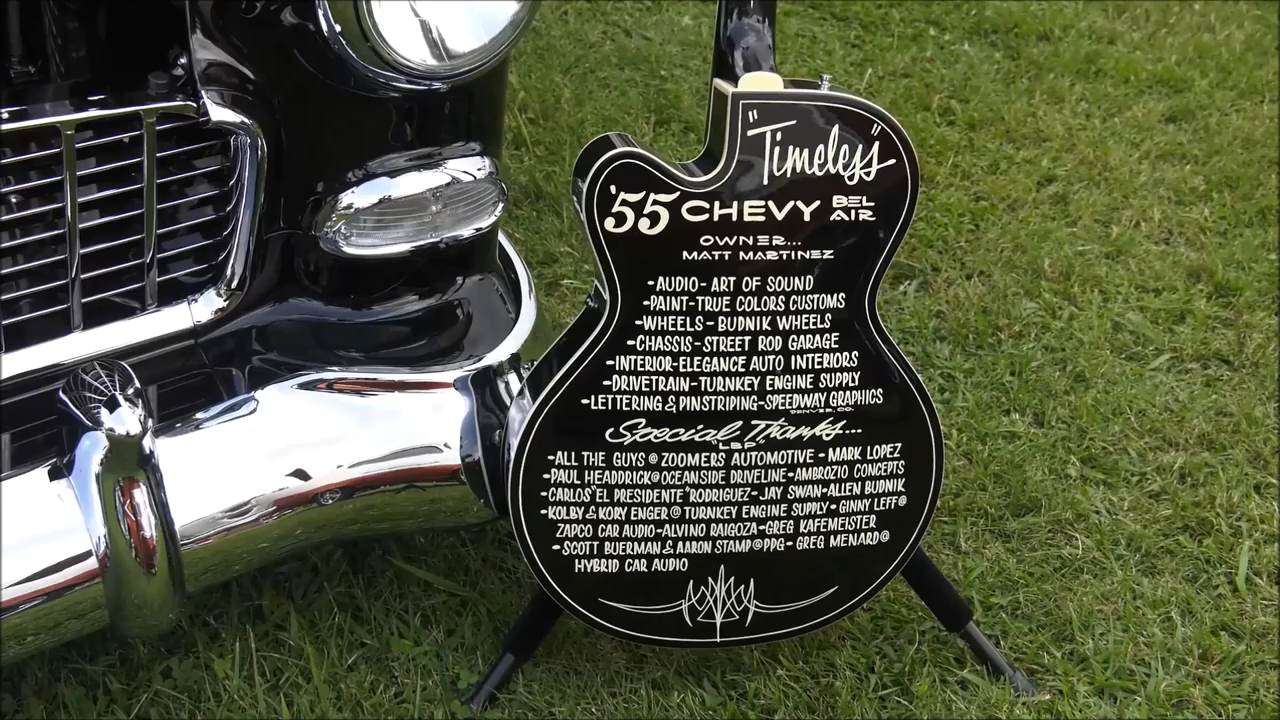 "Timeless"
'55 CHEVY BEL AIR
OWNER...
MATT MARTINEZ
-AUDIO- ART OF SOUND
-PAINT-TRUE COLORS CUSTOMS
-WHEELS-BUDNIK WHEELS
-CHASSIS-STREET ROD GARAGE
-INTERIOR-ELEGANCE AUTO INTERIORS
-DRIVETRAIN-TURNKEY ENGINE SUPPLY
-LETTERING & PINSTRIPING-SPEEDWAY GRAPHICS
DENVER, CO.
Special Thanks...
"LBP"
-ALL THE GUYS @ ZOOMERS AUTOMOTIVE - MARK LOPEZ
-PAUL HEADDRICK@OCEANSIDE DRIVELINE-AMBROZIO CONCEPTS
-CARLOS "EL PRESIDENTE" RODRIGUEZ-JAY SWAN-ALLEN BUDNIK
-KOLBY & KORY ENGER @ TURNKEY ENGINE SUPPLY - GINNY LEFF@
ZAPCO CAR AUDIO-ALVINO RAIGOZA-GREG KAFEMEISTER
-SCOTT BUERMAN & AARON STAMP@PPG- GREG MENARD@
HYBRID CAR AUDIO